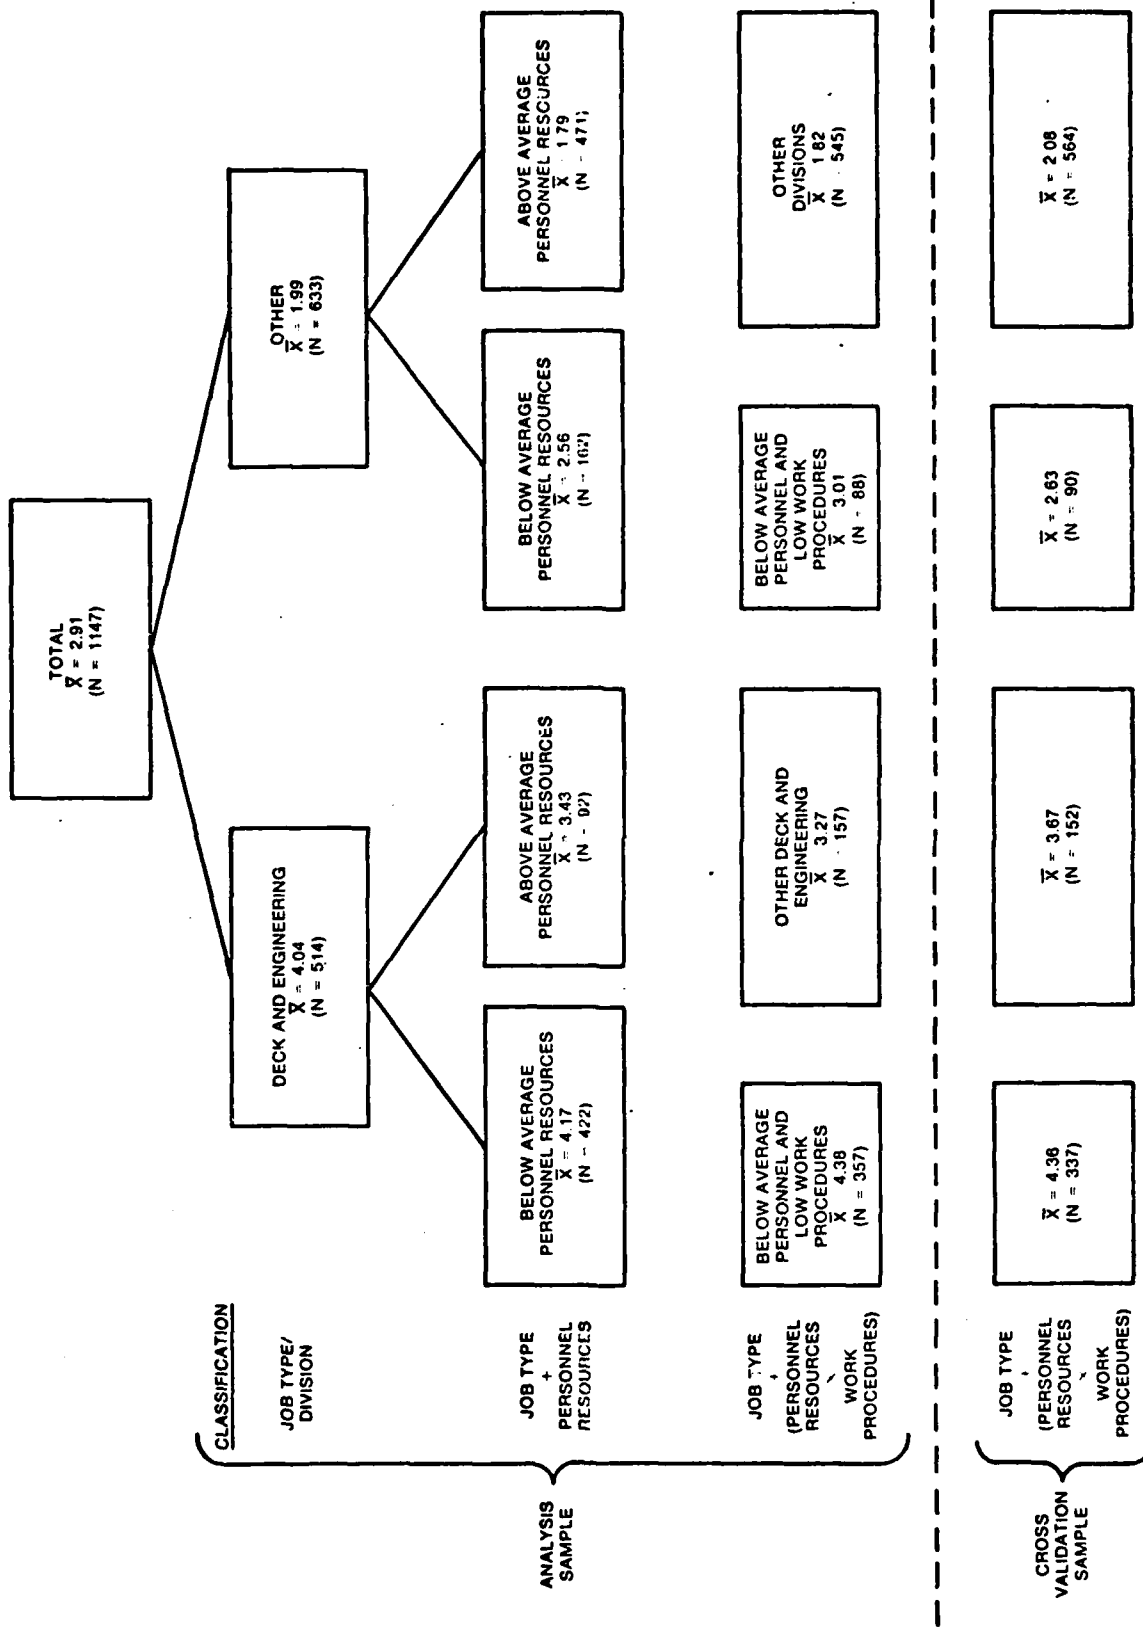 TOTAL
X̄ = 2.91
(N = 1147)
CLASSIFICATION
JOB TYPE/
DIVISION
DECK AND ENGINEERING
X̄ = 4.04
(N = 514)
OTHER
X̄ = 1.99
(N = 633)
ANALYSIS
SAMPLE
JOB TYPE
+
PERSONNEL
RESOURCES
BELOW AVERAGE
PERSONNEL RESOURCES
X̄ = 4.17
(N = 422)
ABOVE AVERAGE
PERSONNEL RESOURCES
X̄ = 3.43
(N = 92)
BELOW AVERAGE
PERSONNEL RESOURCES
X̄ = 2.56
(N = 162)
ABOVE AVERAGE
PERSONNEL RESOURCES
X̄ = 1.79
(N = 471)
JOB TYPE
+
(PERSONNEL
RESOURCES
×
WORK
PROCEDURES)
BELOW AVERAGE
PERSONNEL AND
LOW WORK
PROCEDURES
X̄ 4.38
(N = 357)
OTHER DECK AND
ENGINEERING
X̄ 3.27
(N = 157)
BELOW AVERAGE
PERSONNEL AND
LOW WORK
PROCEDURES
X̄ 3.01
(N = 88)
OTHER
DIVISIONS
X̄ 1.82
(N = 545)
CROSS
VALIDATION
SAMPLE
JOB TYPE
+
(PERSONNEL
RESOURCES
×
WORK
PROCEDURES)
X̄ = 4.36
(N = 337)
X̄ = 3.67
(N = 152)
X̄ = 2.63
(N = 90)
X̄ = 2.08
(N = 564)